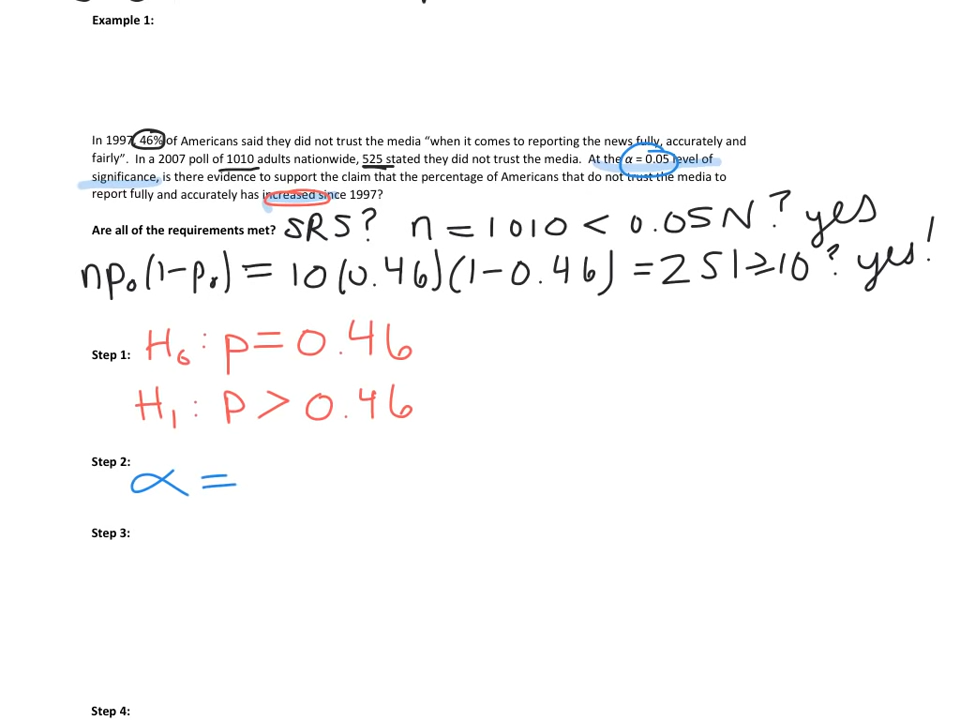 Example 1:
In 1997, 46% of Americans said they did not trust the media “when it comes to reporting the news fully, accurately and
fairly”. In a 2007 poll of 1010 adults nationwide, 525 stated they did not trust the media. At the α = 0.05 level of
significance, is there evidence to support the claim that the percentage of Americans that do not trust the media to
report fully and accurately has increased since 1997?
Are all of the requirements met? SRS? n = 1010 < 0.05N? yes
np₀(1-p₀) = 10(0.46)(1-0.46) = 251≥10? yes!
Step 1: H₀: p = 0.46
H₁: p > 0.46
Step 2: α =
Step 3:
Step 4: